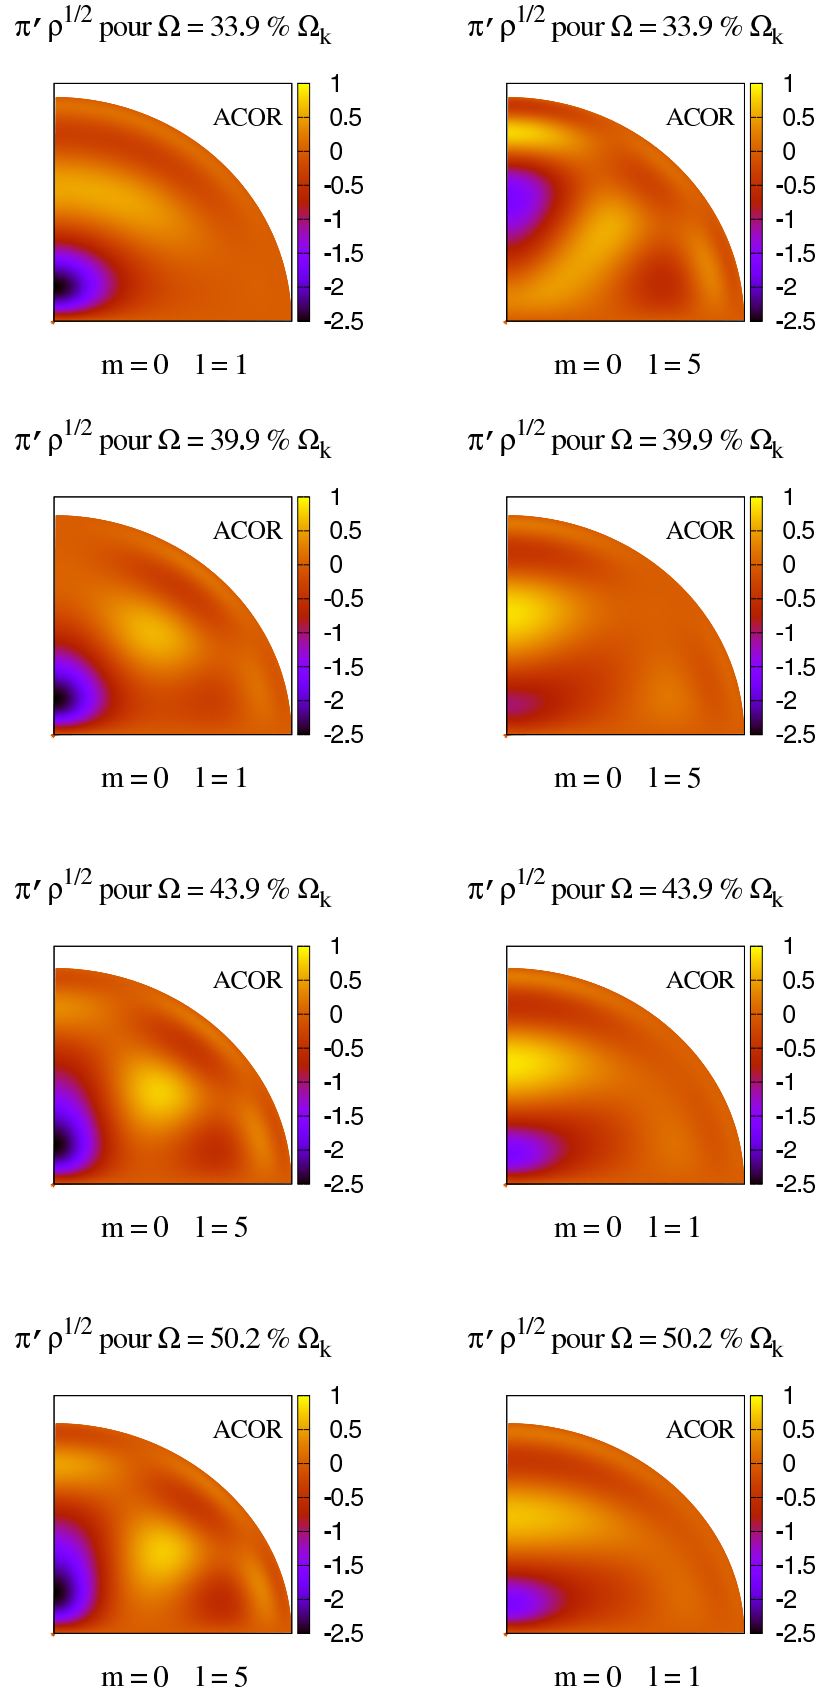 π′ ρ^1/2 pour Ω = 33.9 % Ω_k
ACOR
1
0.5
0
-0.5
-1
-1.5
-2
-2.5
m = 0 l = 1
π′ ρ^1/2 pour Ω = 33.9 % Ω_k
ACOR
1
0.5
0
-0.5
-1
-1.5
-2
-2.5
m = 0 l = 5
π′ ρ^1/2 pour Ω = 39.9 % Ω_k
ACOR
1
0.5
0
-0.5
-1
-1.5
-2
-2.5
m = 0 l = 1
π′ ρ^1/2 pour Ω = 39.9 % Ω_k
ACOR
1
0.5
0
-0.5
-1
-1.5
-2
-2.5
m = 0 l = 5
π′ ρ^1/2 pour Ω = 43.9 % Ω_k
ACOR
1
0.5
0
-0.5
-1
-1.5
-2
-2.5
m = 0 l = 5
π′ ρ^1/2 pour Ω = 43.9 % Ω_k
ACOR
1
0.5
0
-0.5
-1
-1.5
-2
-2.5
m = 0 l = 1
π′ ρ^1/2 pour Ω = 50.2 % Ω_k
ACOR
1
0.5
0
-0.5
-1
-1.5
-2
-2.5
m = 0 l = 5
π′ ρ^1/2 pour Ω = 50.2 % Ω_k
ACOR
1
0.5
0
-0.5
-1
-1.5
-2
-2.5
m = 0 l = 1